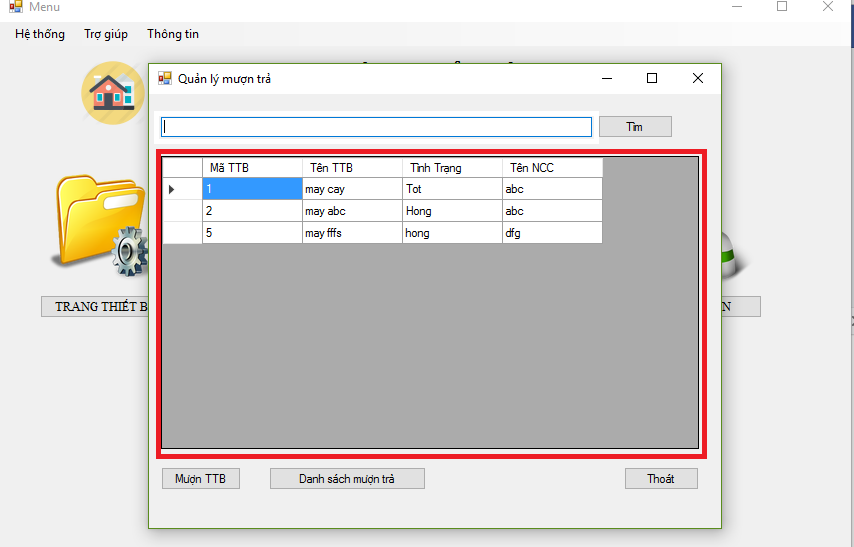 Menu
Hệ thống Trợ giúp Thông tin
Quản lý mượn trả
Tìm
Mã TTB Tên TTB Tình Trạng Tên NCC
1 may cay Tot abc
2 may abc Hong abc
5 may fffs hong dfg
TRANG THIẾT
Mượn TTB Danh sách mượn trả Thoát